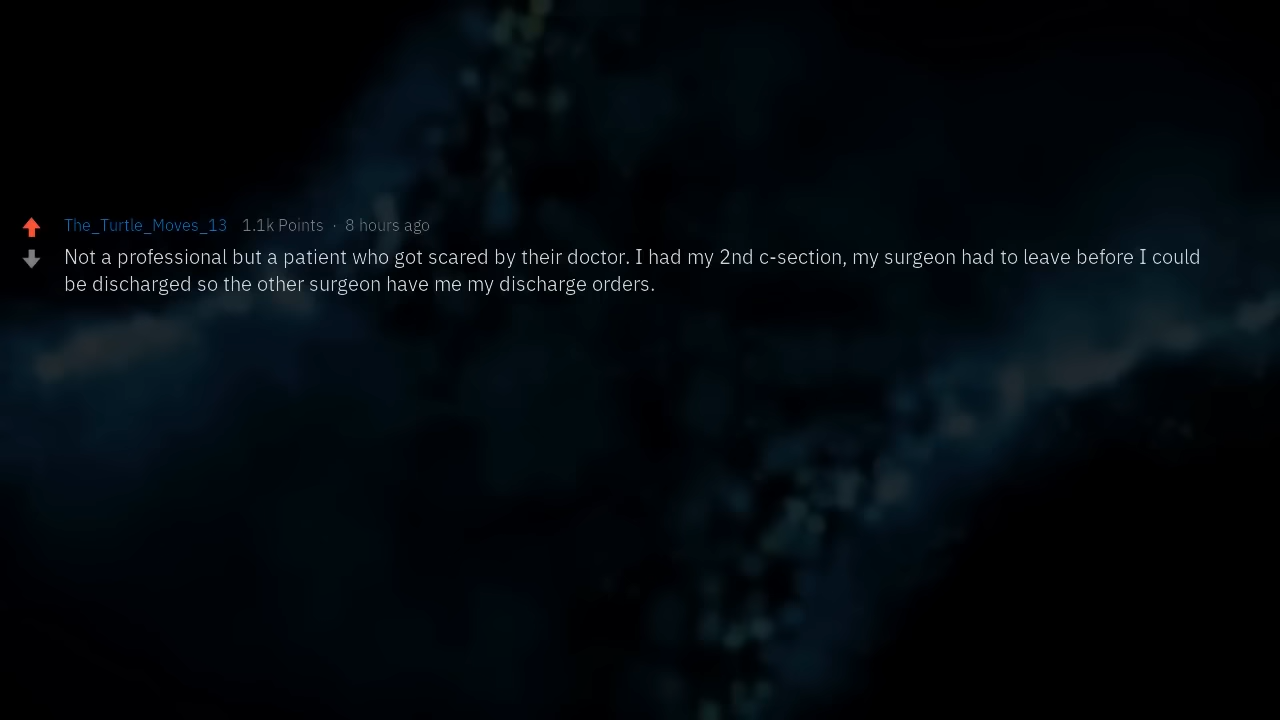 The_Turtle_Moves_13 1.1k Points · 8 hours ago
Not a professional but a patient who got scared by their doctor. I had my 2nd c-section, my surgeon had to leave before I could
be discharged so the other surgeon have me my discharge orders.